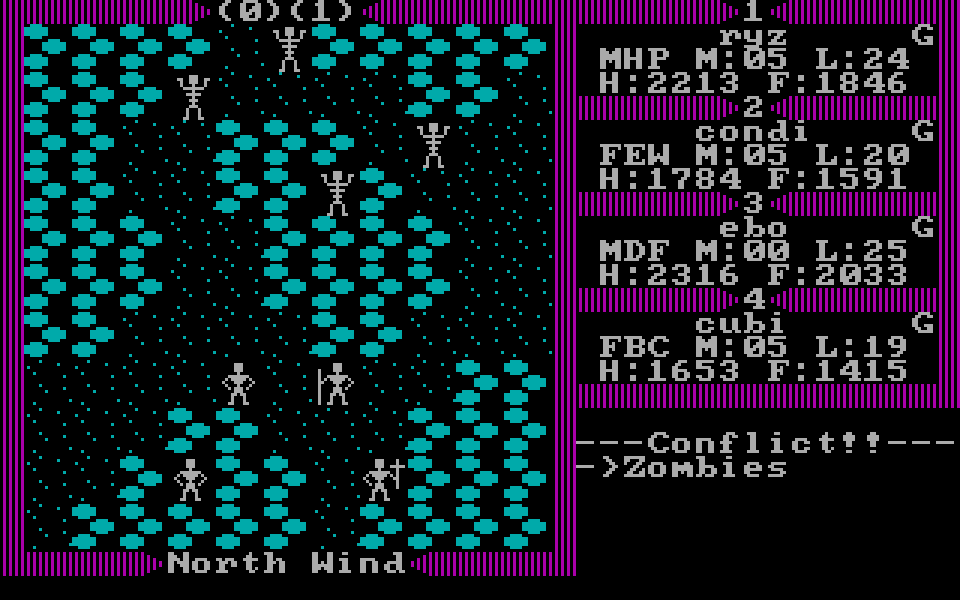 (0)(1)
1
ryz G
MHP M:05 L:24
H:2213 F:1846
2
condi G
FEW M:05 L:20
H:1784 F:1591
3
ebo G
MDF M:00 L:25
H:2316 F:2033
4
cubi G
FBC M:05 L:19
H:1653 F:1415
---Conflict!!---
->Zombies
North Wind